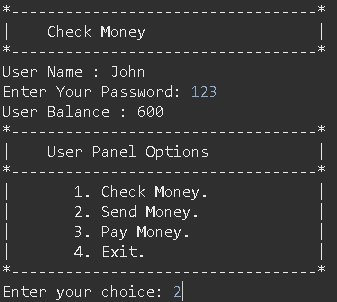 *--------------------------------*
|    Check Money                 |
*--------------------------------*
User Name : John
Enter Your Password: 123
User Balance : 600
*--------------------------------*
|    User Panel Options          |
*--------------------------------*
|       1. Check Money.          |
|       2. Send Money.           |
|       3. Pay Money.            |
|       4. Exit.                 |
*--------------------------------*
Enter your choice: 2